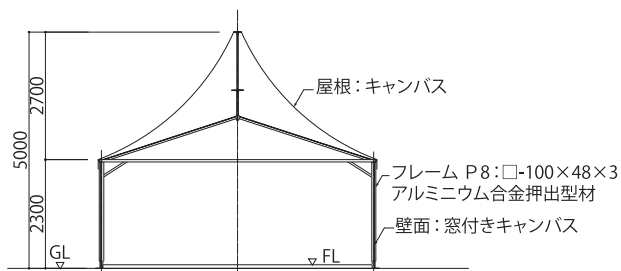 屋根：キャンバス
2700
5000
フレーム P8：□-100×48×3
アルミニウム合金押出型材
2300
壁面：窓付きキャンバス
GL
FL